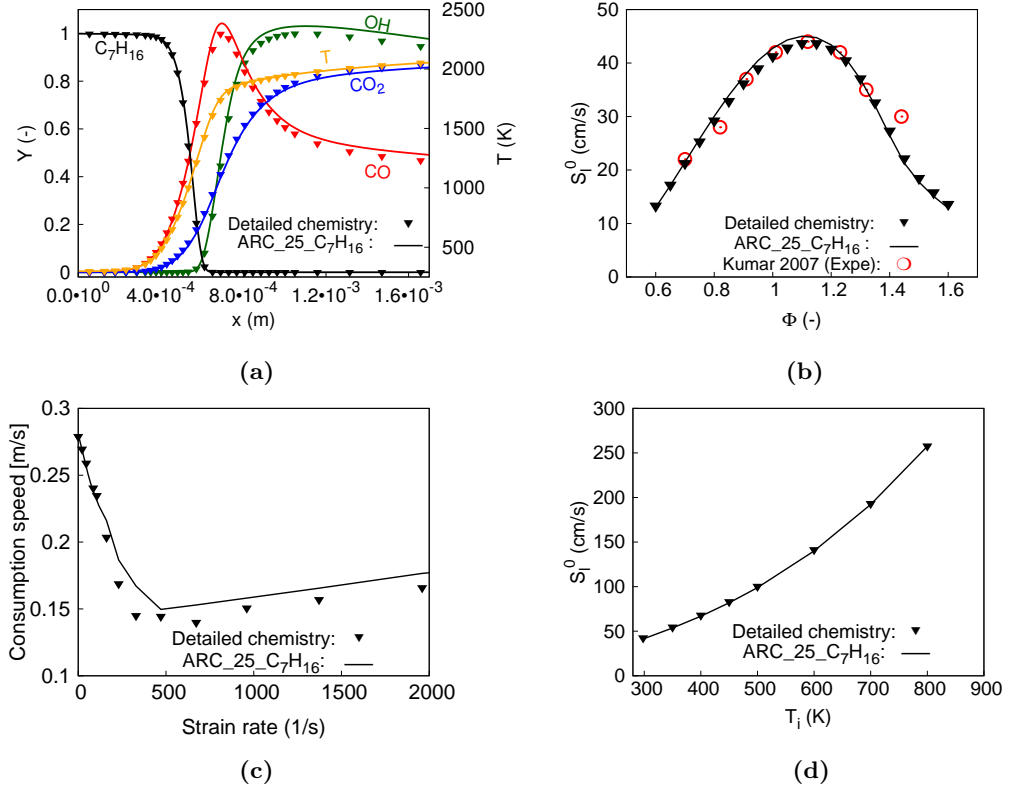 Y (-)
1
0.8
0.6
0.4
0.2
0
2500
2000
1500
1000
500
T (K)
C₇H₁₆
OH
T
CO₂
CO
Detailed chemistry:
ARC_25_C₇H₁₆ :
0.0•10⁰ 4.0•10⁻⁴ 8.0•10⁻⁴ 1.2•10⁻³ 1.6•10⁻³
x (m)
(a)
Sₗ⁰ (cm/s)
50
40
30
20
10
0
Detailed chemistry:
ARC_25_C₇H₁₆ :
Kumar 2007 (Expe):
0.6 0.8 1 1.2 1.4 1.6
Φ (-)
(b)
Consumption speed [m/s]
0.3
0.25
0.2
0.15
0.1
Detailed chemistry:
ARC_25_C₇H₁₆:
0 500 1000 1500 2000
Strain rate (1/s)
(c)
Sₗ⁰ (cm/s)
300
250
200
150
100
50
0
Detailed chemistry:
ARC_25_C₇H₁₆:
300 400 500 600 700 800 900
Tᵢ (K)
(d)